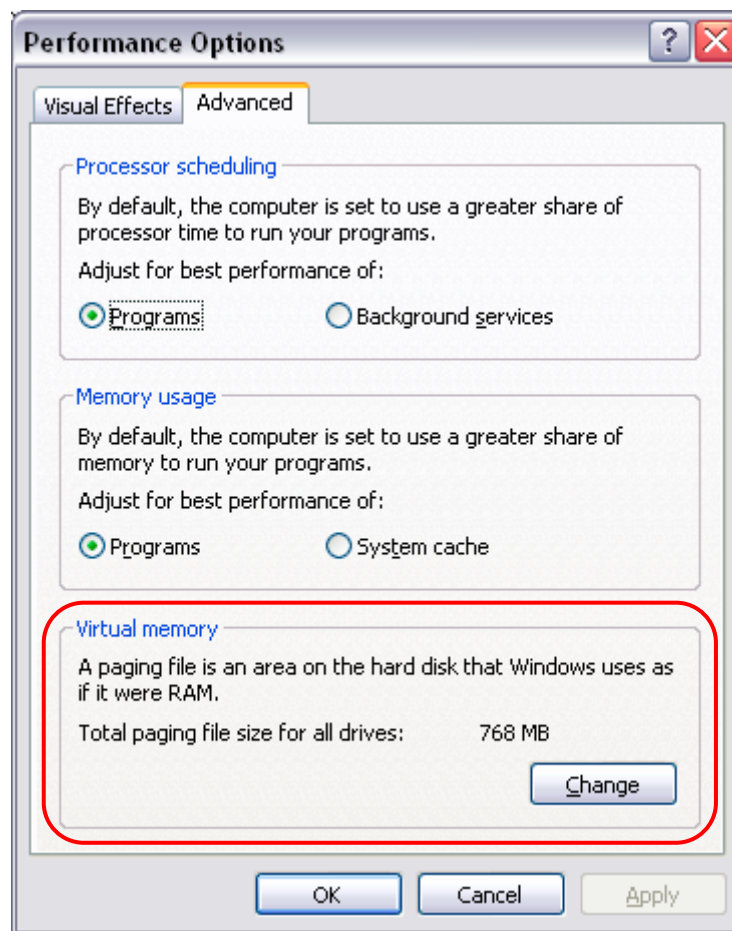 Performance Options
Visual Effects Advanced
Processor scheduling
By default, the computer is set to use a greater share of
processor time to run your programs.
Adjust for best performance of:
Programs Background services
Memory usage
By default, the computer is set to use a greater share of
memory to run your programs.
Adjust for best performance of:
Programs System cache
Virtual memory
A paging file is an area on the hard disk that Windows uses as
if it were RAM.
Total paging file size for all drives: 768 MB
Change
OK Cancel Apply